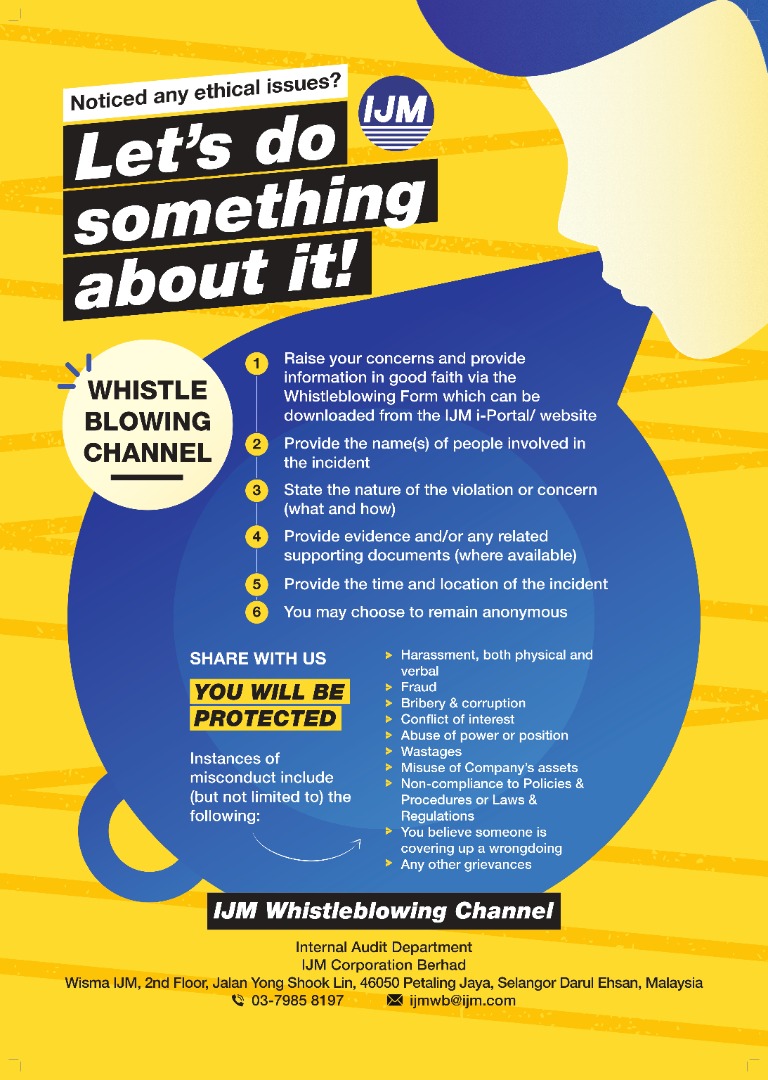 Noticed any ethical issues?
IJM
Let's do
something
about it!
WHISTLE
BLOWING
CHANNEL
1 Raise your concerns and provide
information in good faith via the
Whistleblowing Form which can be
downloaded from the IJM i-Portal/ website
2 Provide the name(s) of people involved in
the incident
3 State the nature of the violation or concern
(what and how)
4 Provide evidence and/or any related
supporting documents (where available)
5 Provide the time and location of the incident
6 You may choose to remain anonymous
SHARE WITH US
YOU WILL BE
PROTECTED
Instances of
misconduct include
(but not limited to) the
following:
Harassment, both physical and
verbal
Fraud
Bribery & corruption
Conflict of interest
Abuse of power or position
Wastages
Misuse of Company's assets
Non-compliance to Policies &
Procedures or Laws &
Regulations
You believe someone is
covering up a wrongdoing
Any other grievances
IJM Whistleblowing Channel
Internal Audit Department
IJM Corporation Berhad
Wisma IJM, 2nd Floor, Jalan Yong Shook Lin, 46050 Petaling Jaya, Selangor Darul Ehsan, Malaysia
03-7985 8197 ijmwb@ijm.com